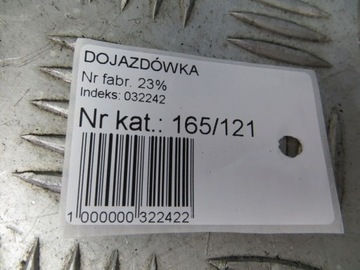 DOJAZDÓWKA
Nr fabr. 23%
Indeks: 032242
Nr kat.: 165/121
1 000000 322422